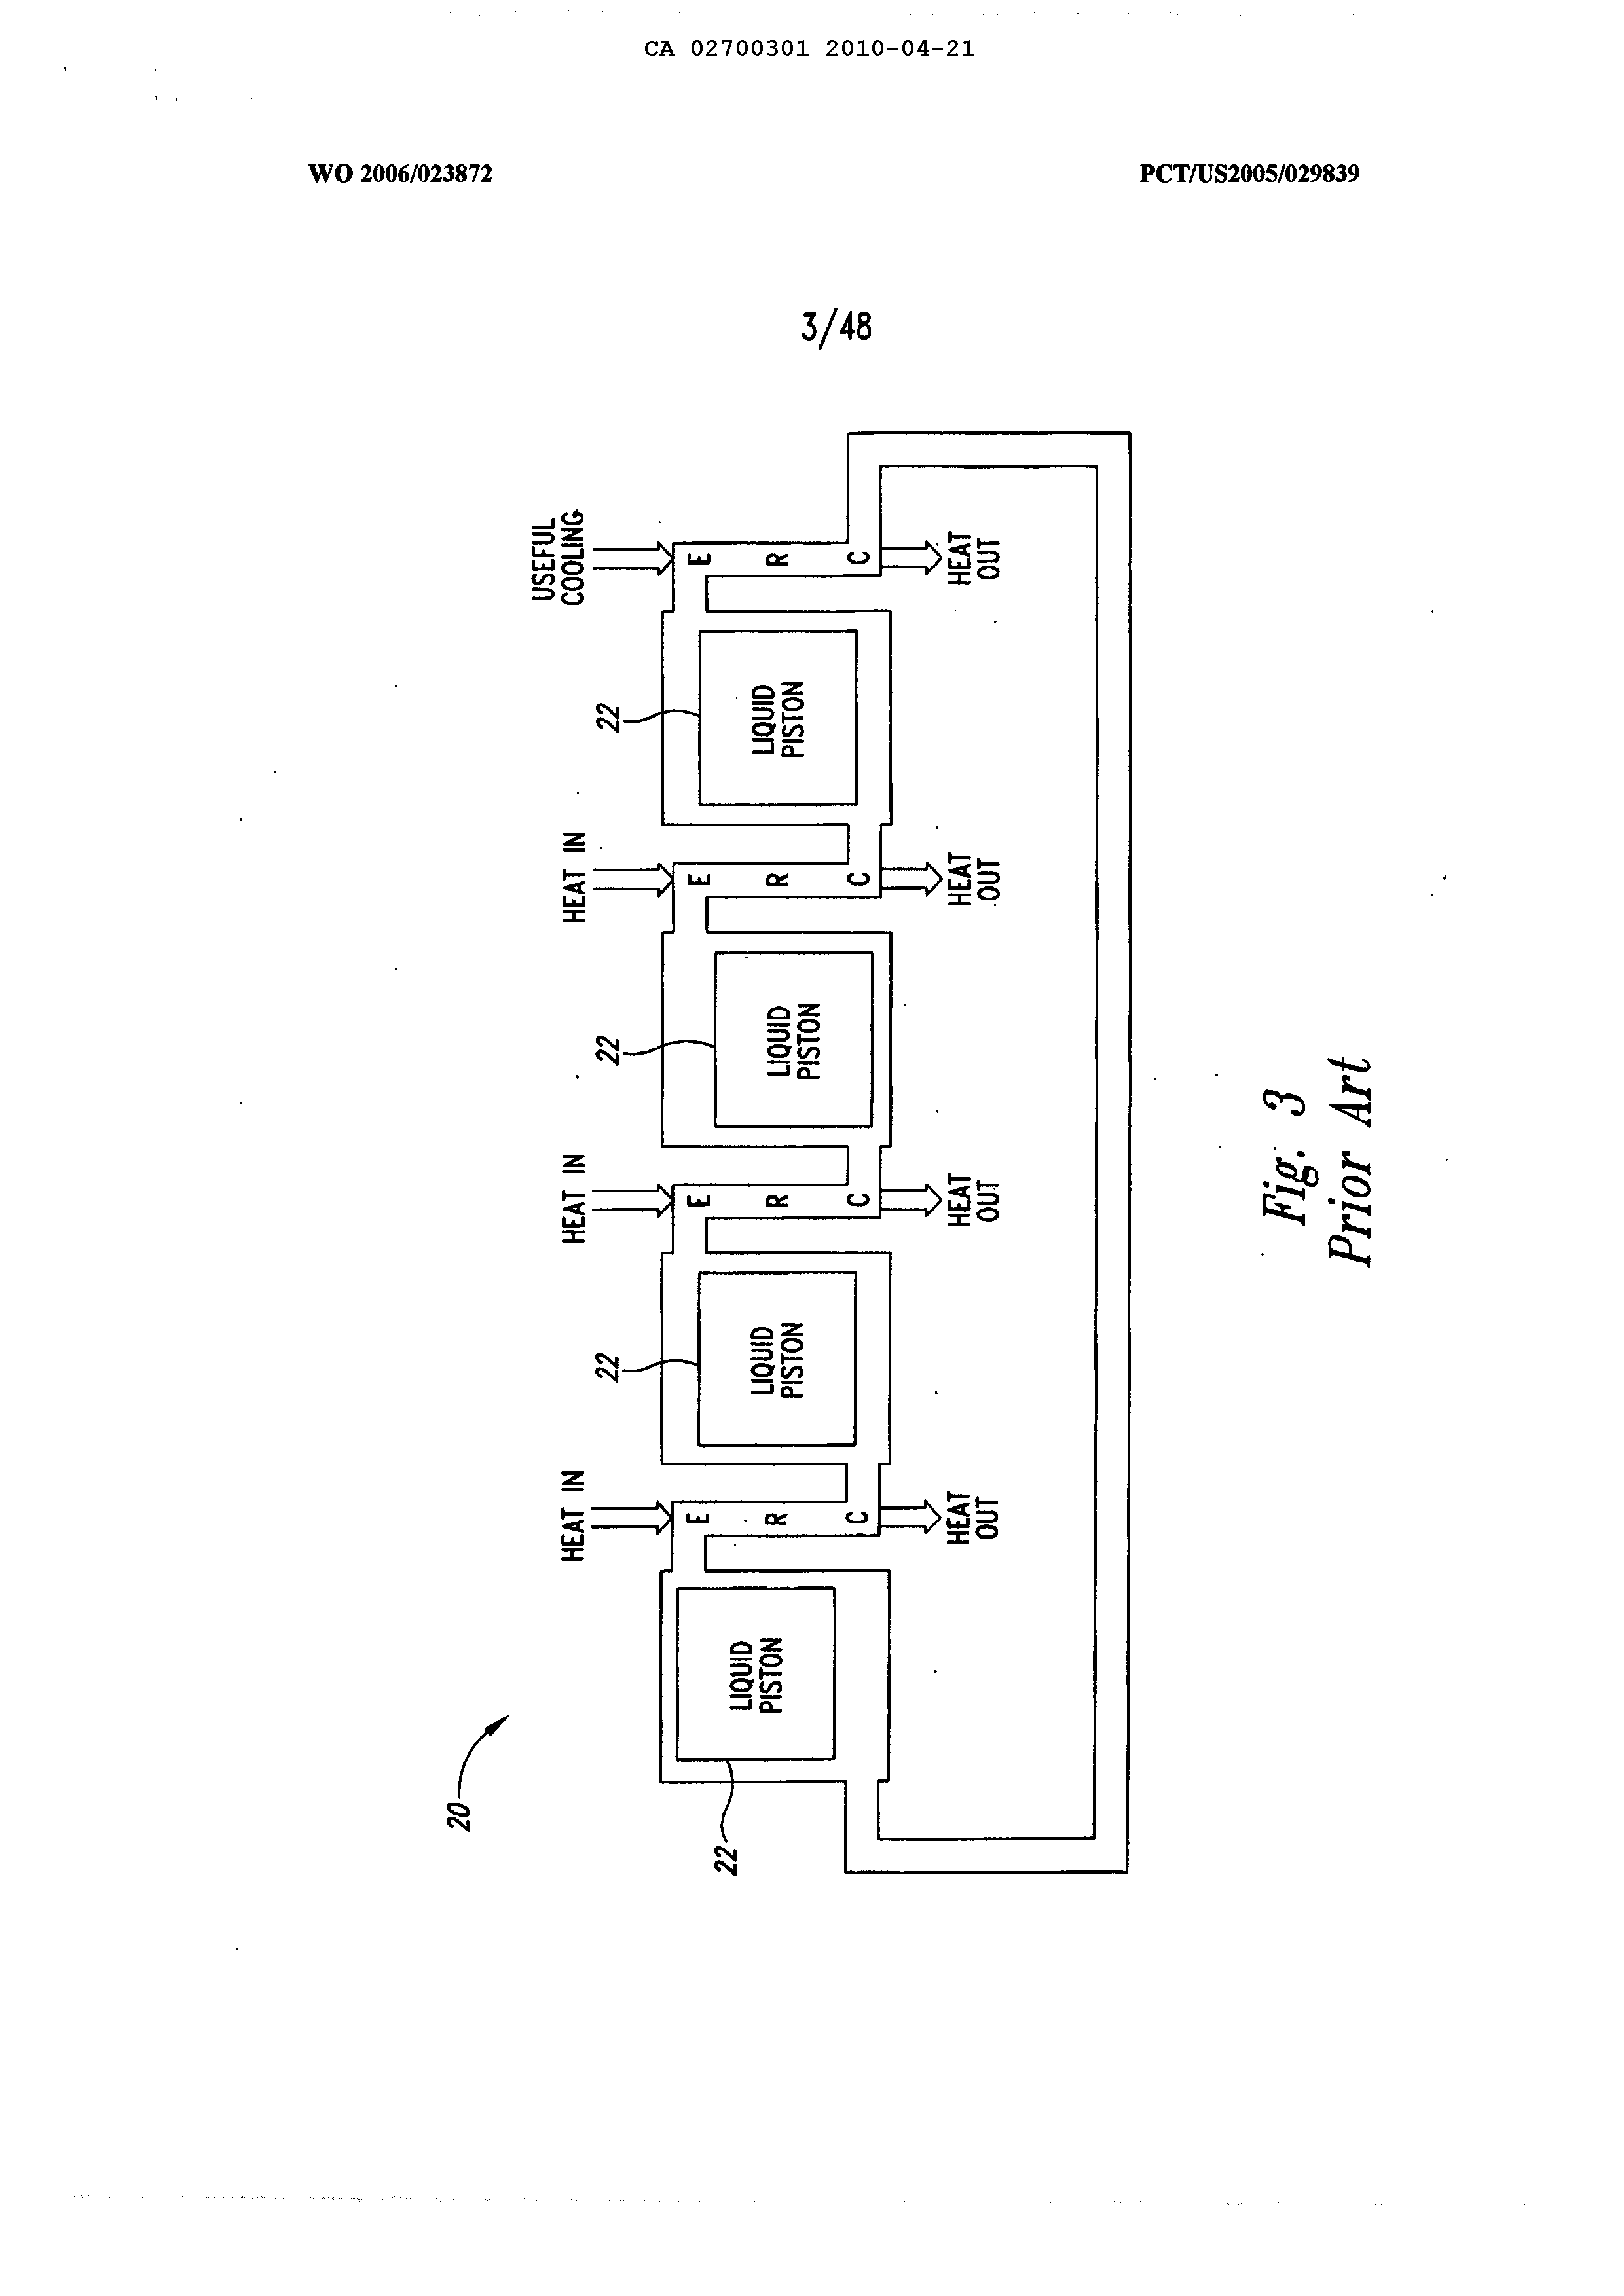 CA 02700301 2010-04-21
WO 2006/023872
PCT/US2005/029839
3/48
20
22
LIQUID
PISTON
HEAT IN
E
R
C
HEAT
OUT
22
LIQUID
PISTON
HEAT IN
E
R
C
HEAT
OUT
22
LIQUID
PISTON
HEAT IN
E
R
C
HEAT
OUT
22
LIQUID
PISTON
USEFUL
COOLING
E
R
C
HEAT
OUT
Fig. 3
Prior Art